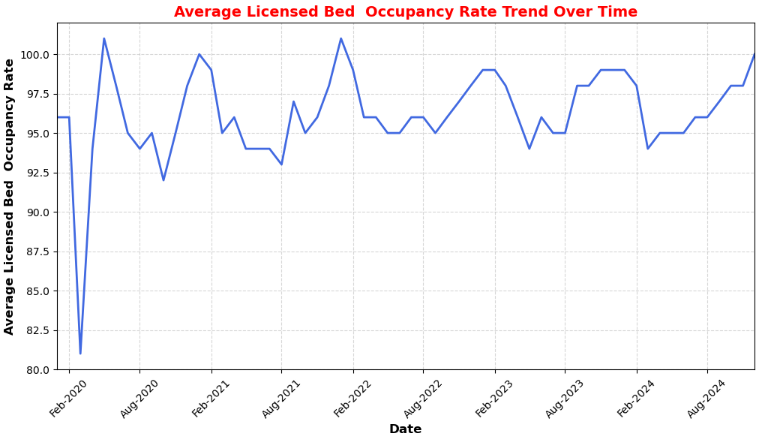 Average Licensed Bed  Occupancy Rate Trend Over Time
Average Licensed Bed  Occupancy Rate
100.0
97.5
95.0
92.5
90.0
87.5
85.0
82.5
80.0
Feb-2020
Aug-2020
Feb-2021
Aug-2021
Feb-2022
Aug-2022
Feb-2023
Aug-2023
Feb-2024
Aug-2024
Date